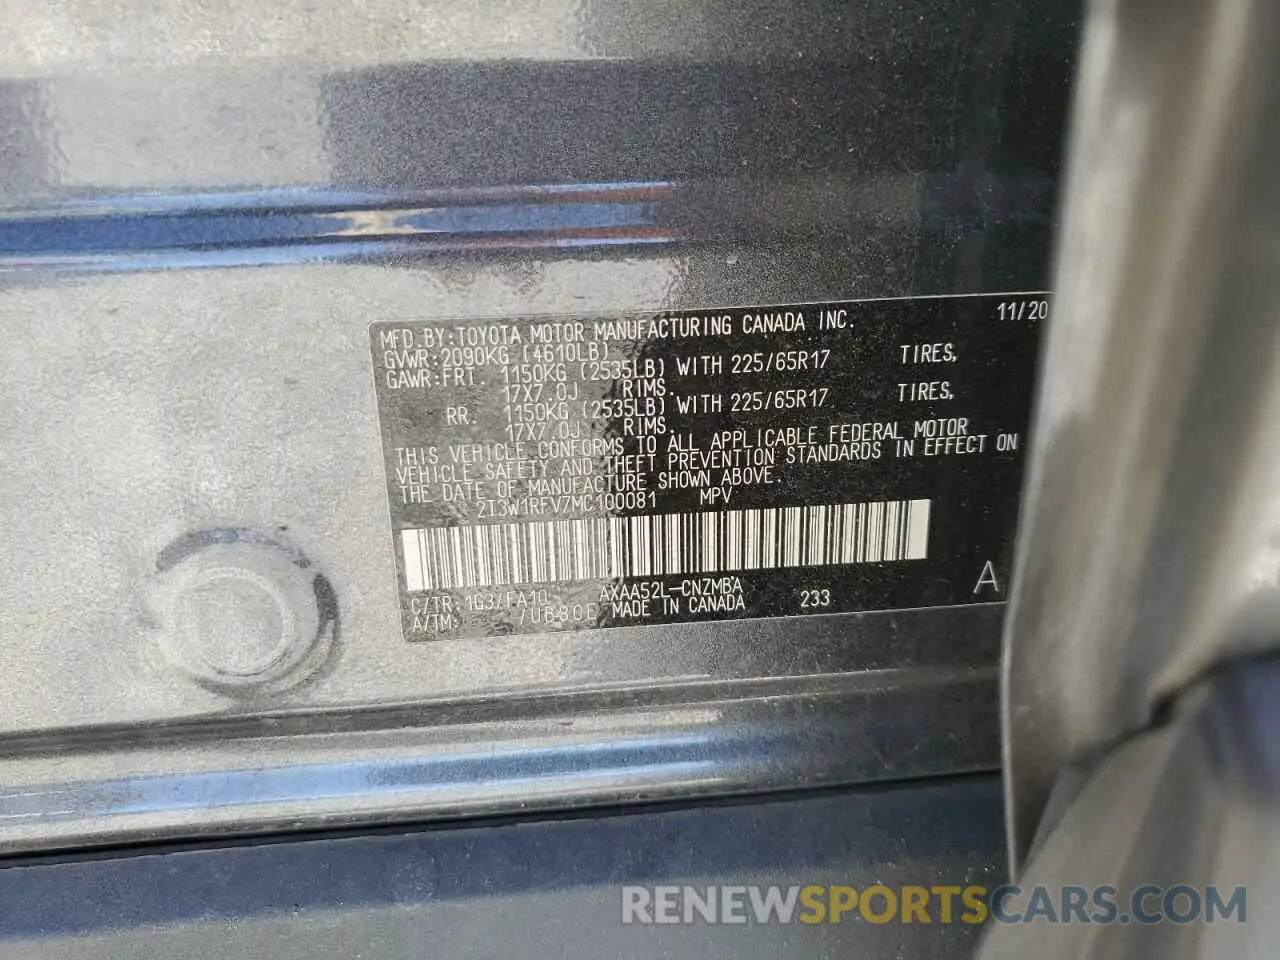 MFD.BY:TOYOTA MOTOR MANUFACTURING CANADA INC. 11/20
GVWR:2090KG (4610LB)
GAWR:FRT. 1150KG (2535LB) WITH 225/65R17 TIRES,
17X7.0J RIMS.
RR. 1150KG (2535LB) WITH 225/65R17 TIRES,
17X7.0J RIMS.
THIS VEHICLE CONFORMS TO ALL APPLICABLE FEDERAL MOTOR
VEHICLE SAFETY AND THEFT PREVENTION STANDARDS IN EFFECT ON
THE DATE OF MANUFACTURE SHOWN ABOVE.
2T3W1RFV7MC100081 MPV
C/TR:1G3/FA10 AXAA52L-CNZMBA
A/TM: /UB80E MADE IN CANADA 233 A
RENEWSPORTSCARS.COM